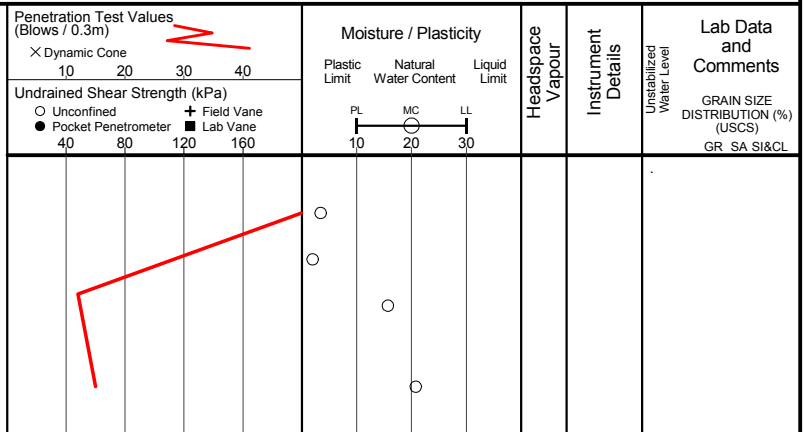 Penetration Test Values
(Blows / 0.3m)
× Dynamic Cone
10 20 30 40
Undrained Shear Strength (kPa)
○ Unconfined + Field Vane
● Pocket Penetrometer ■ Lab Vane
40 80 120 160
Moisture / Plasticity
Plastic Natural Liquid
Limit Water Content Limit
PL MC LL
10 20 30
Headspace
Vapour
Instrument
Details
Unstabilized
Water Level
Lab Data
and
Comments
GRAIN SIZE
DISTRIBUTION (%)
(USCS)
GR SA SI&CL